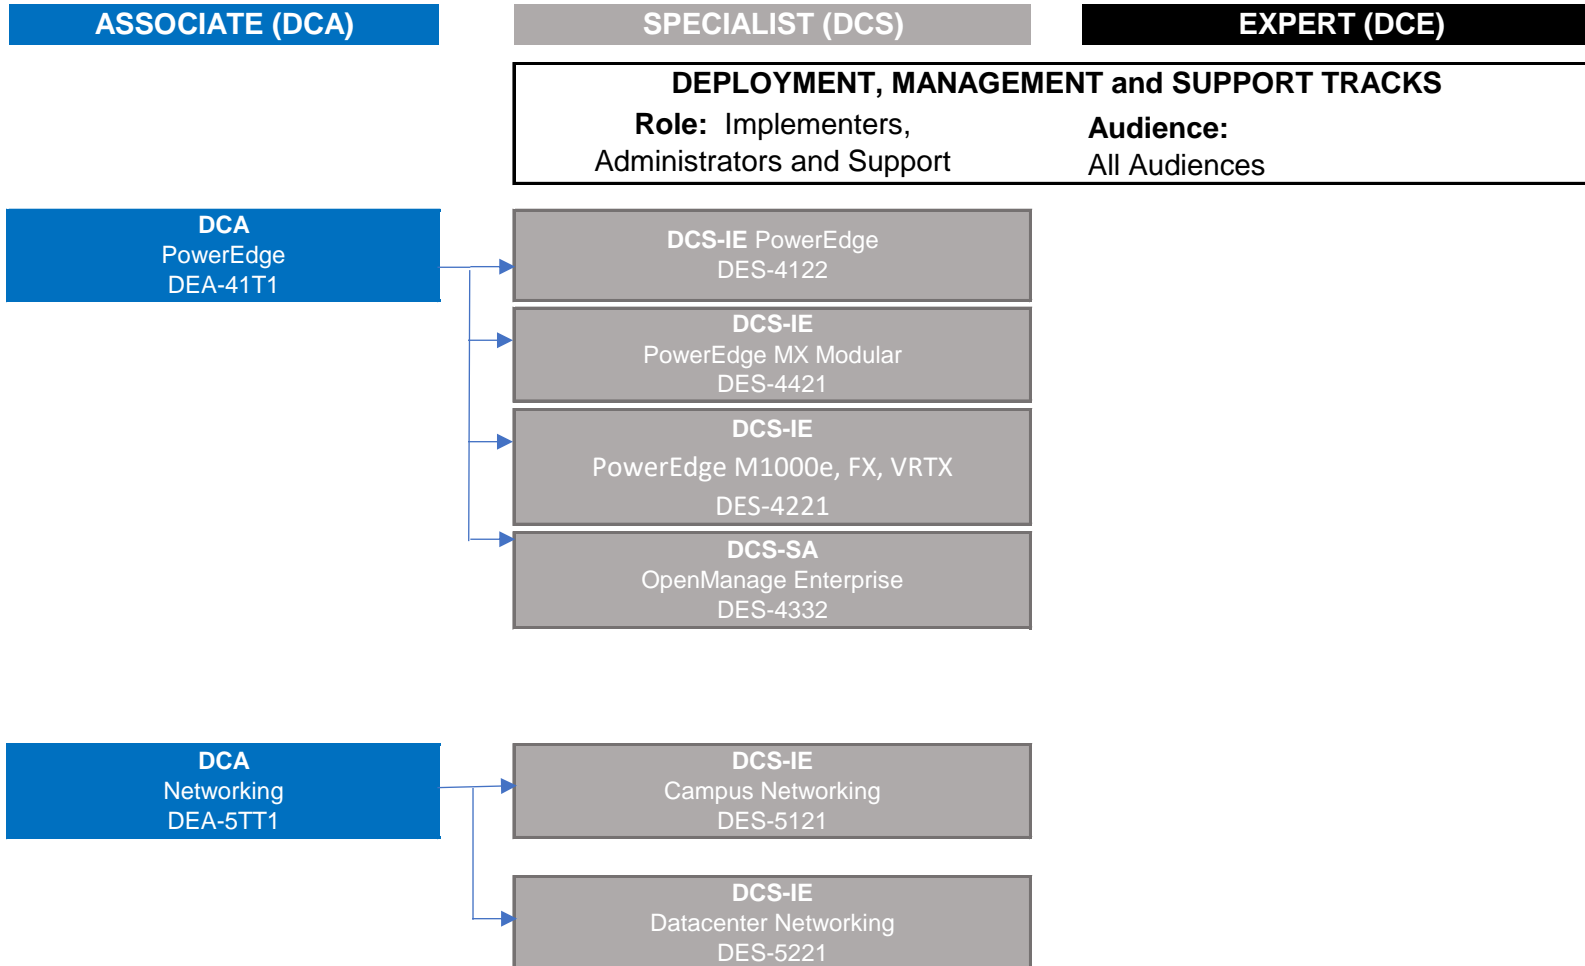 ASSOCIATE (DCA)
SPECIALIST (DCS)
EXPERT (DCE)
DEPLOYMENT, MANAGEMENT and SUPPORT TRACKS
Role: Implementers,
Administrators and Support
Audience:
All Audiences
DCA
PowerEdge
DEA-41T1
DCS-IE PowerEdge
DES-4122
DCS-IE
PowerEdge MX Modular
DES-4421
DCS-IE
PowerEdge M1000e, FX, VRTX
DES-4221
DCS-SA
OpenManage Enterprise
DES-4332
DCA
Networking
DEA-5TT1
DCS-IE
Campus Networking
DES-5121
DCS-IE
Datacenter Networking
DES-5221